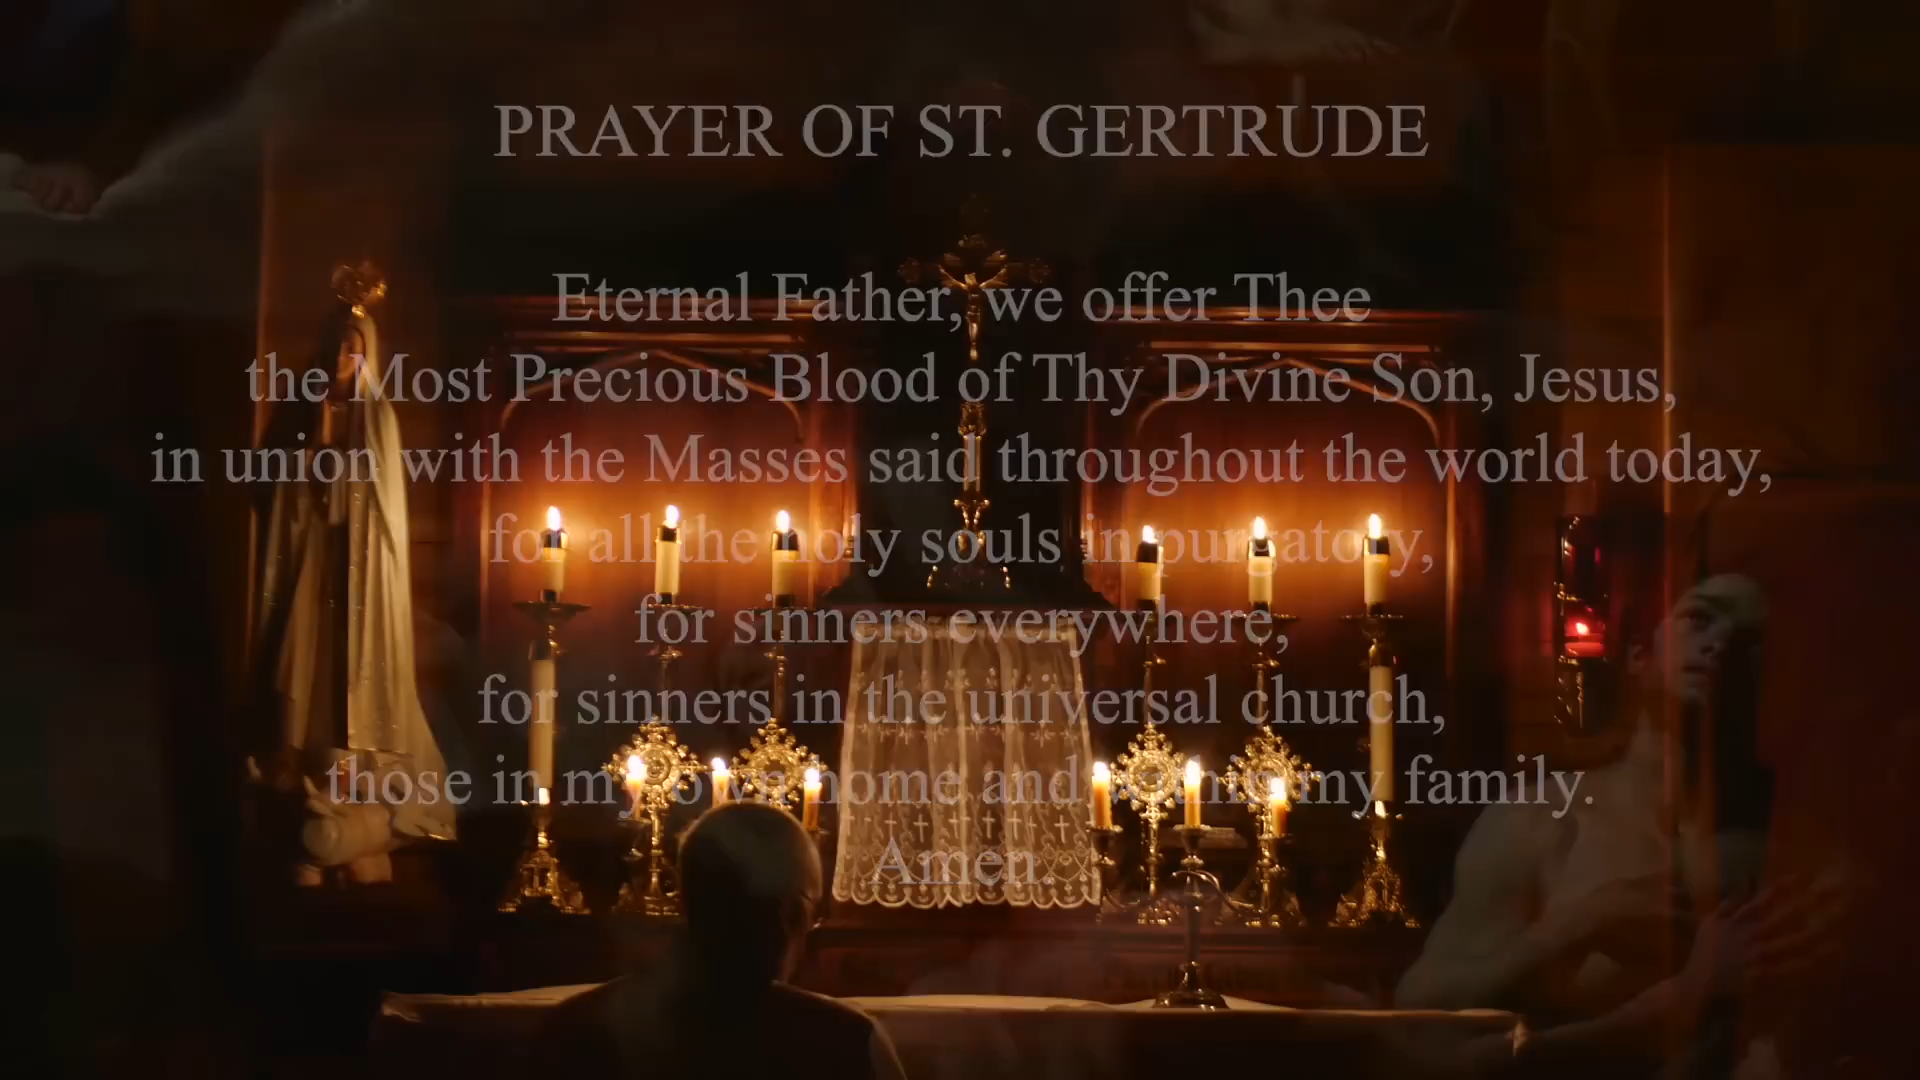 PRAYER OF ST. GERTRUDE
Eternal Father, we offer Thee
the Most Precious Blood of Thy Divine Son, Jesus,
in union with the Masses said throughout the world today,
for all the holy souls in purgatory,
for sinners everywhere,
for sinners in the universal church,
those in my own home and within my family.
Amen.